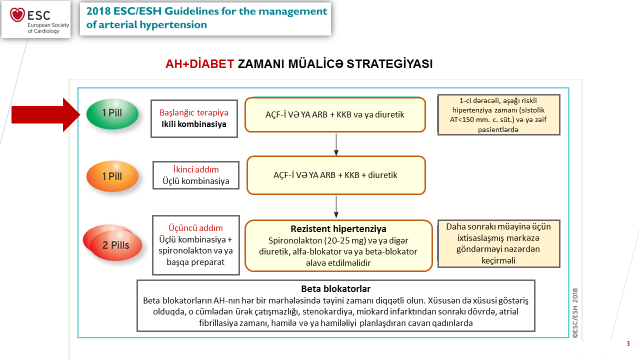 ESC
European Society
of Cardiology
2018 ESC/ESH Guidelines for the management
of arterial hypertension
AH+DİABET ZAMANI MÜALİCƏ STRATEGİYASI
1 Pill
Başlanğıc terapiya
İkili kombinasiya
AÇF-İ VƏ YA ARB + KKB və ya diuretik
1-ci dərəcəli, aşağı riskli
hipertenziya zamanı (sistolik
AT<150 mm. c. süt.) və ya zəif
pasientlərdə
1 Pill
İkinci addım
Üçlü kombinasiya
AÇF-İ VƏ YA ARB + KKB + diuretik
2 Pills
Üçüncü addım
Üçlü kombinasiya +
spironolakton və ya
başqa preparat
Rezistent hipertenziya
Spironolakton (20-25 mg) və ya digər
diuretik, alfa-blokator və ya beta-blokator
əlavə etdilməlidir
Daha sonrakı müayinə üçün
ixtisaslaşmış mərkəzə
göndərməyi nəzərdən
keçirməli
Beta blokatorlar
Beta blokatorların AH-nın hər bir mərhələsində təyini zamanı diqqətli olun. Xüsusən də xüsusi göstəriş
olduqda, o cümlədən ürək çatışmazlığı, stenokardiya, miokard infarktından sonrakı dövrdə, atrial
fibrillasiya zamanı, hamilə və ya hamiləliyi planlaşdıran cavan qadınlarda
©ESC/ESH 2018
3